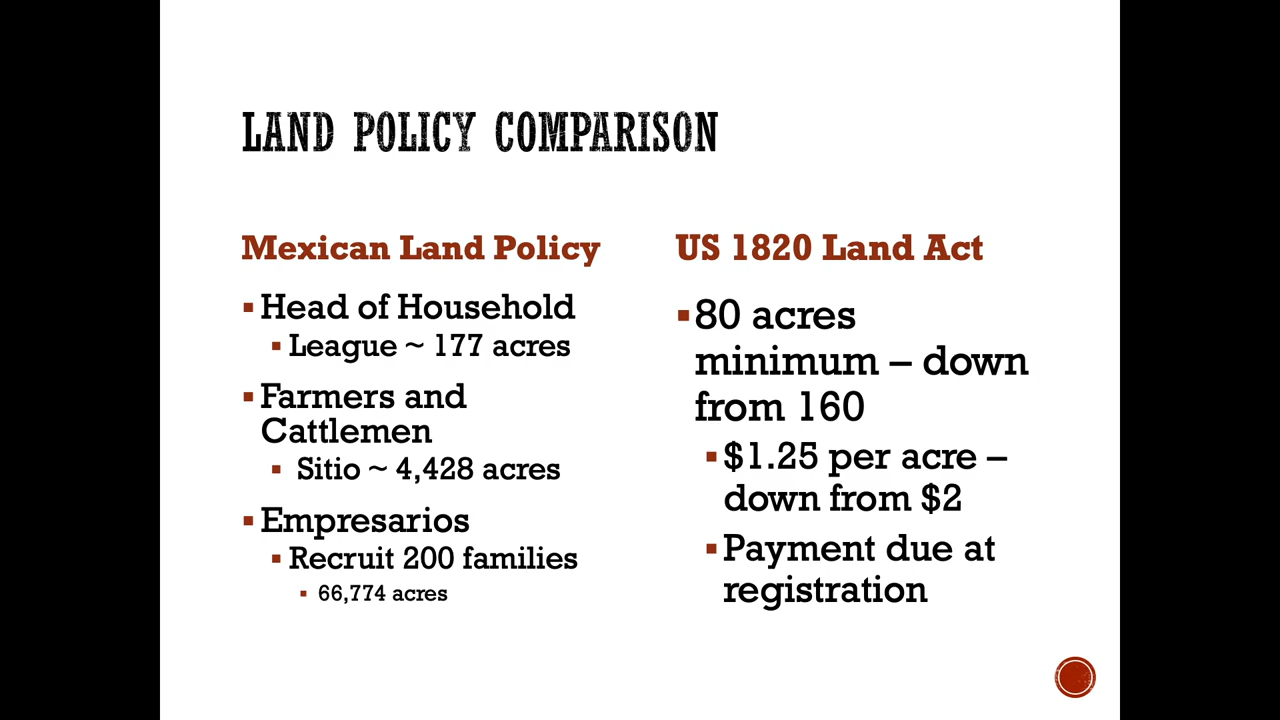 LAND POLICY COMPARISON
Mexican Land Policy
▪Head of Household
▪League ~ 177 acres
▪Farmers and
Cattlemen
▪ Sitio ~ 4,428 acres
▪Empresarios
▪Recruit 200 families
▪ 66,774 acres
US 1820 Land Act
▪80 acres
minimum – down
from 160
▪$1.25 per acre –
down from $2
▪Payment due at
registration